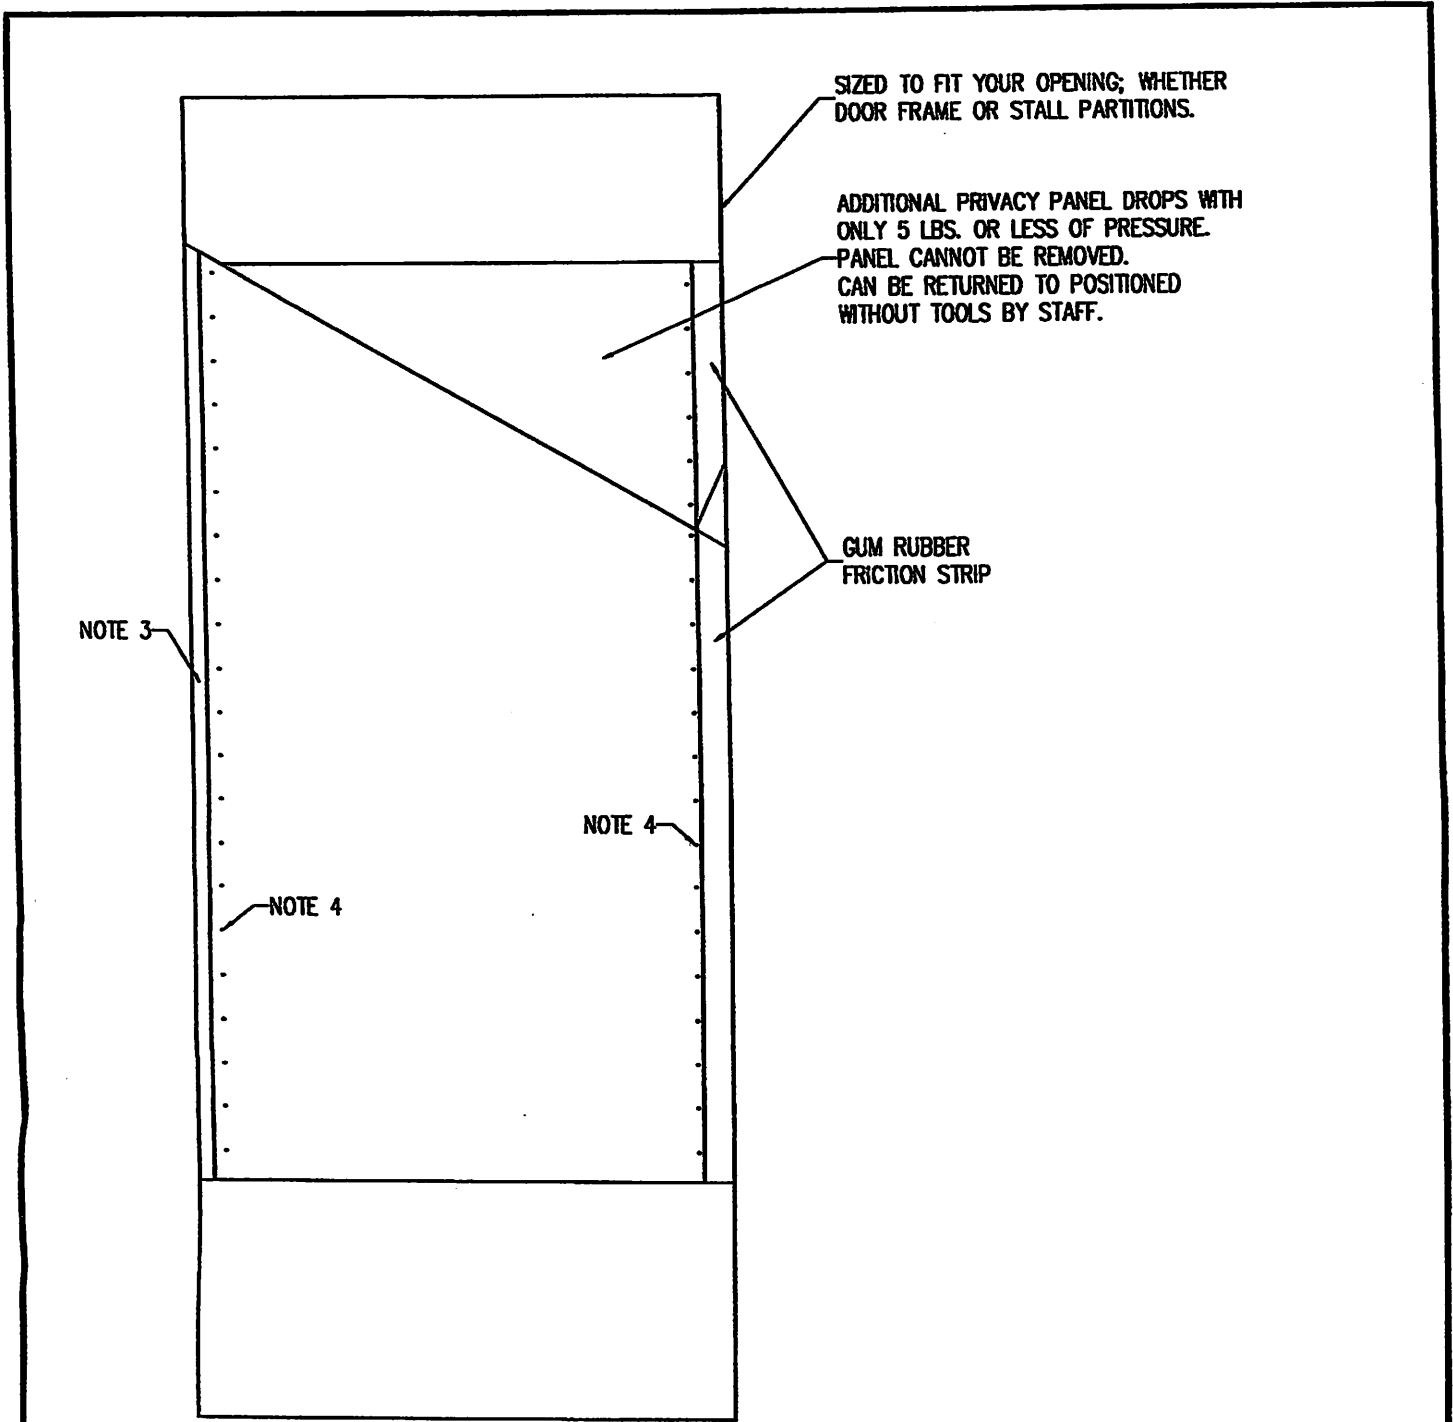 SIZED TO FIT YOUR OPENING; WHETHER
DOOR FRAME OR STALL PARTITIONS.
ADDITIONAL PRIVACY PANEL DROPS WITH
ONLY 5 LBS. OR LESS OF PRESSURE.
PANEL CANNOT BE REMOVED.
CAN BE RETURNED TO POSITIONED
WITHOUT TOOLS BY STAFF.
GUM RUBBER
FRICTION STRIP
NOTE 3
NOTE 4
NOTE 4